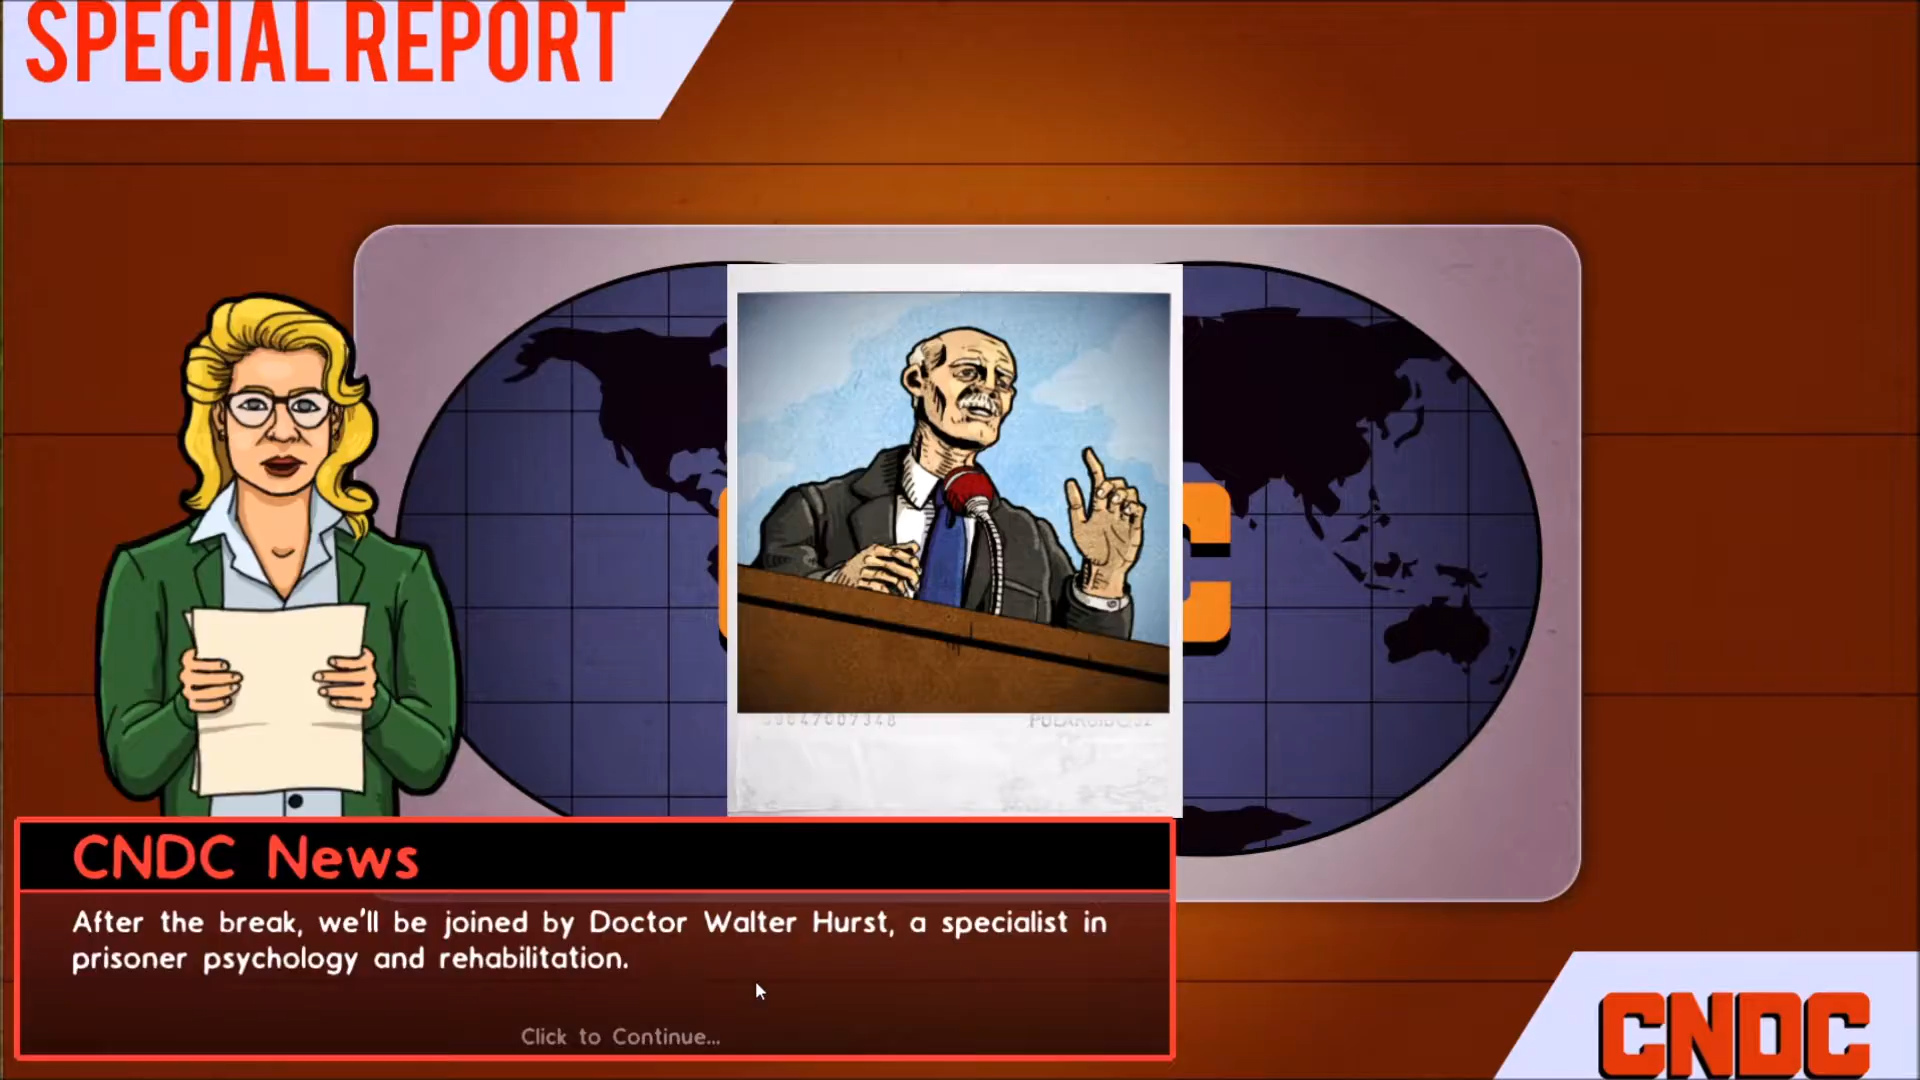 SPECIAL REPORT
CNDC News
After the break, we'll be joined by Doctor Walter Hurst, a specialist in
prisoner psychology and rehabilitation.
Click to Continue...
CNDC